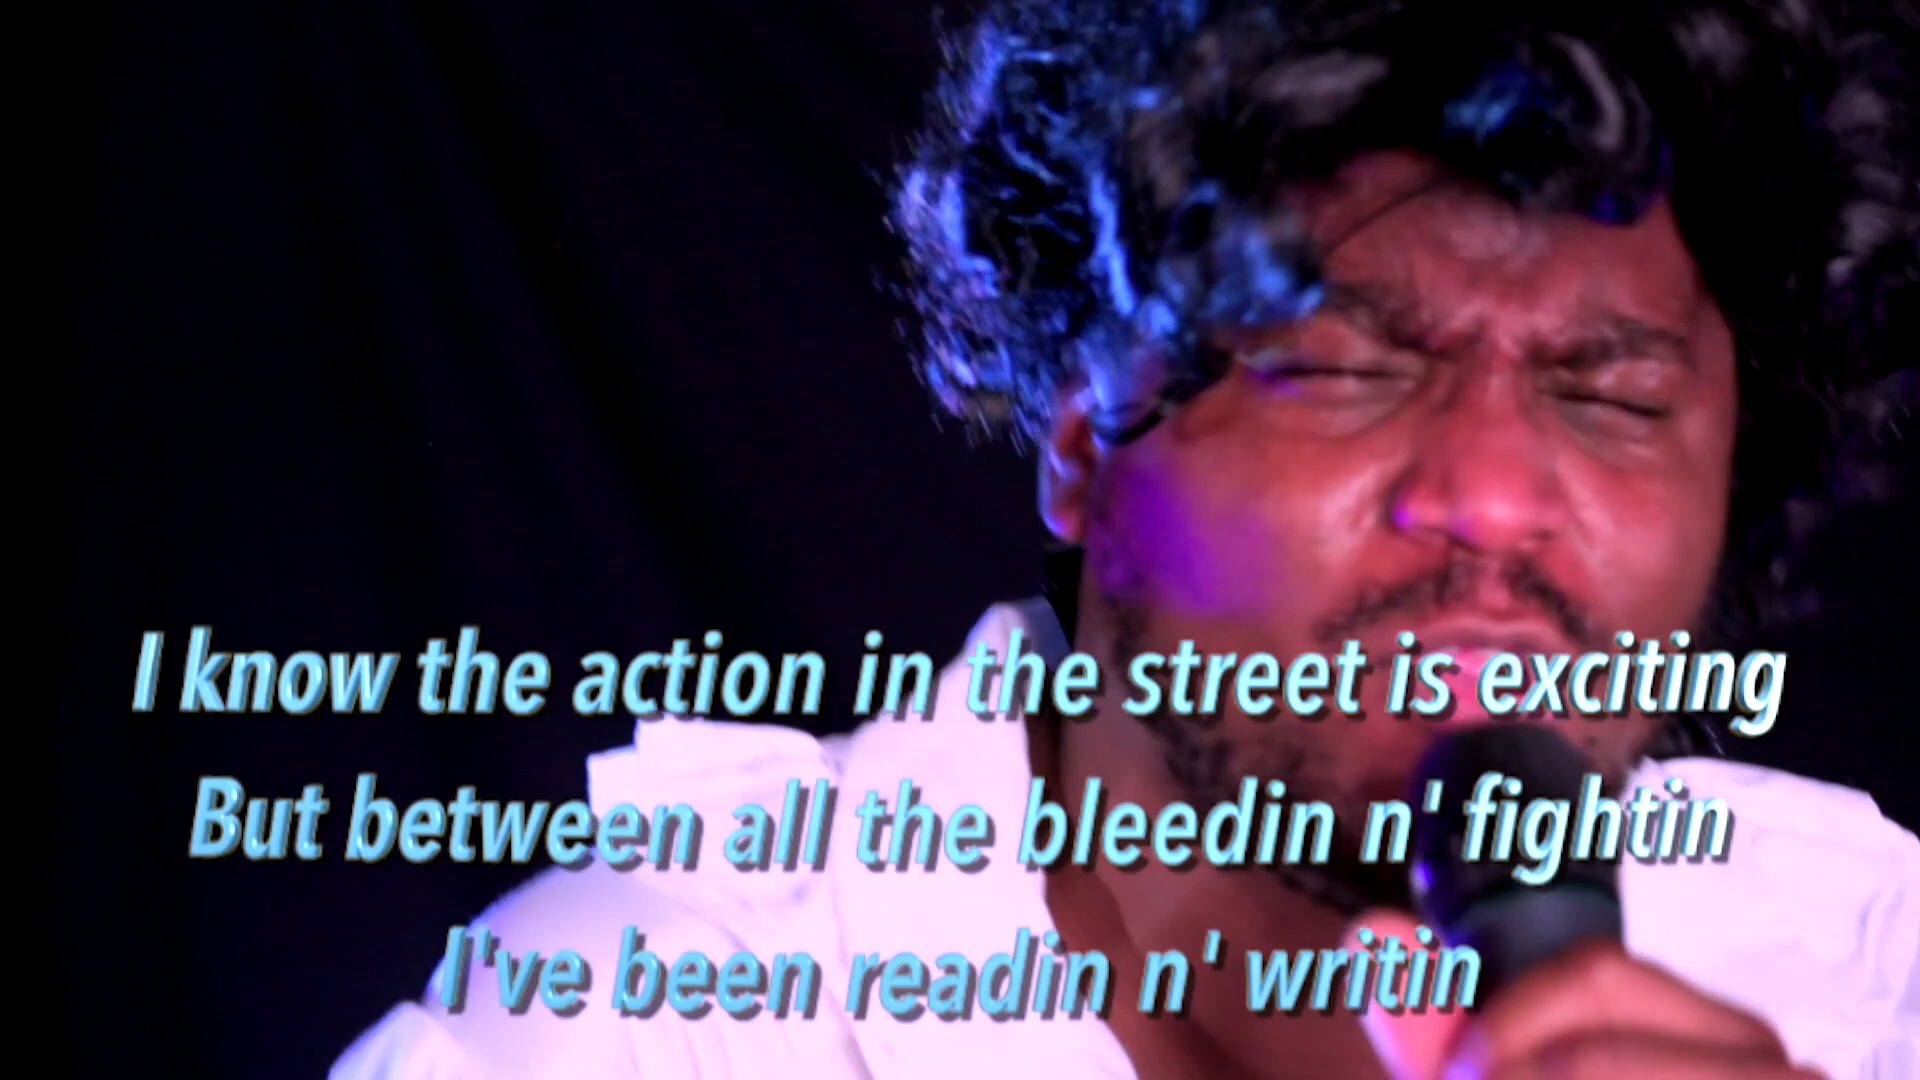 I know the action in the street is exciting
But between all the bleedin n' fightin
I've been readin n' writin